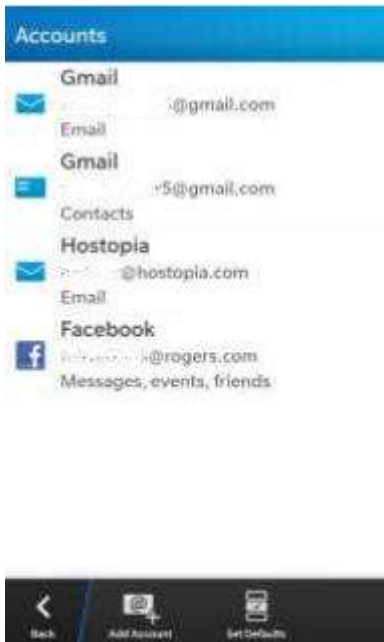 Accounts
Gmail
@gmail.com
Email
Gmail
5@gmail.com
Contacts
Hostopia
@hostopia.com
Email
Facebook
@rogers.com
Messages, events, friends
Back
Add Account
Set Defaults